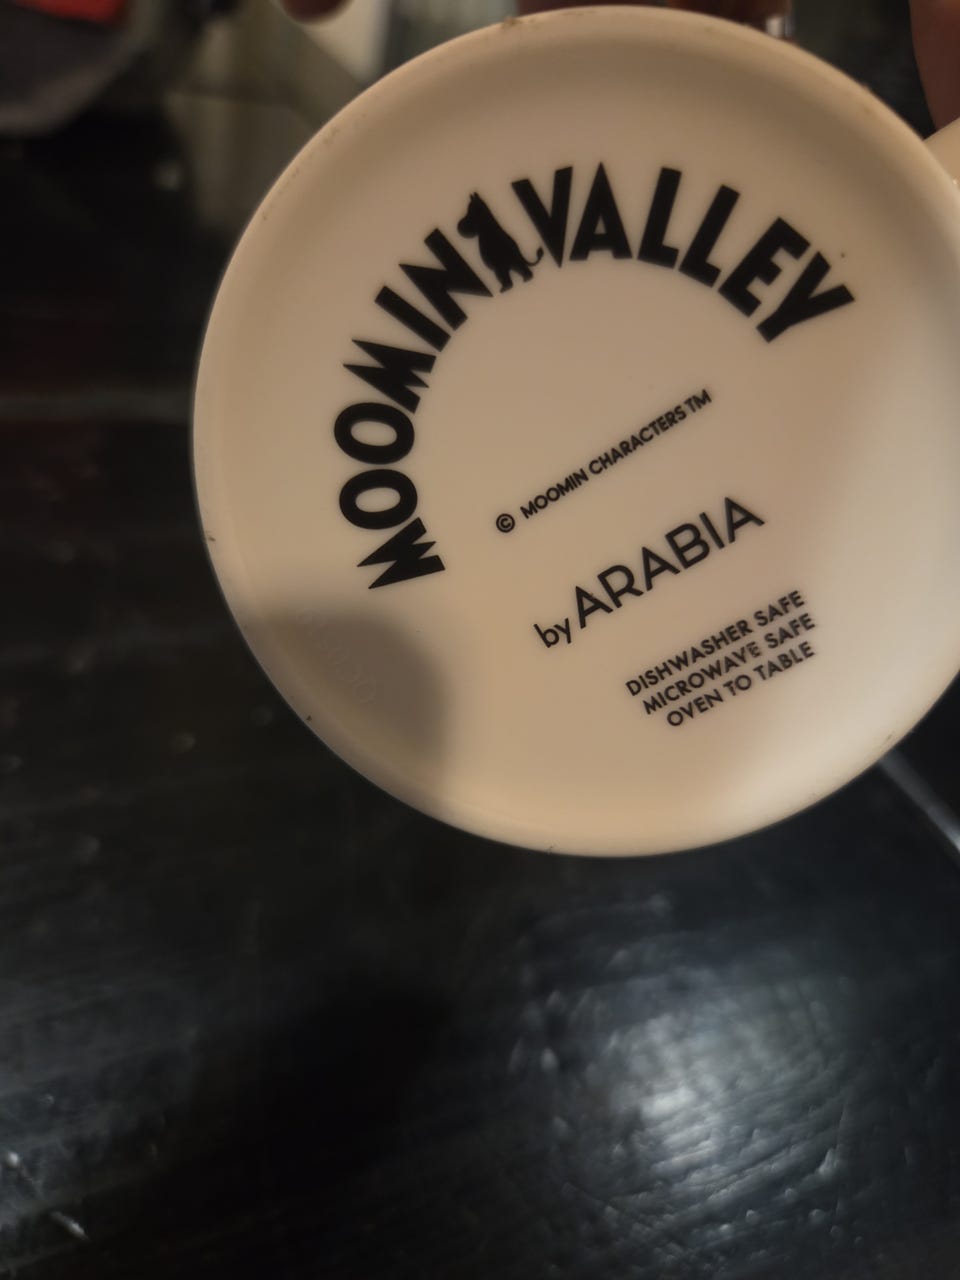 MOOMINVALLEY
© MOOMIN CHARACTERS TM
by ARABIA
DISHWASHER SAFE
MICROWAVE SAFE
OVEN TO TABLE